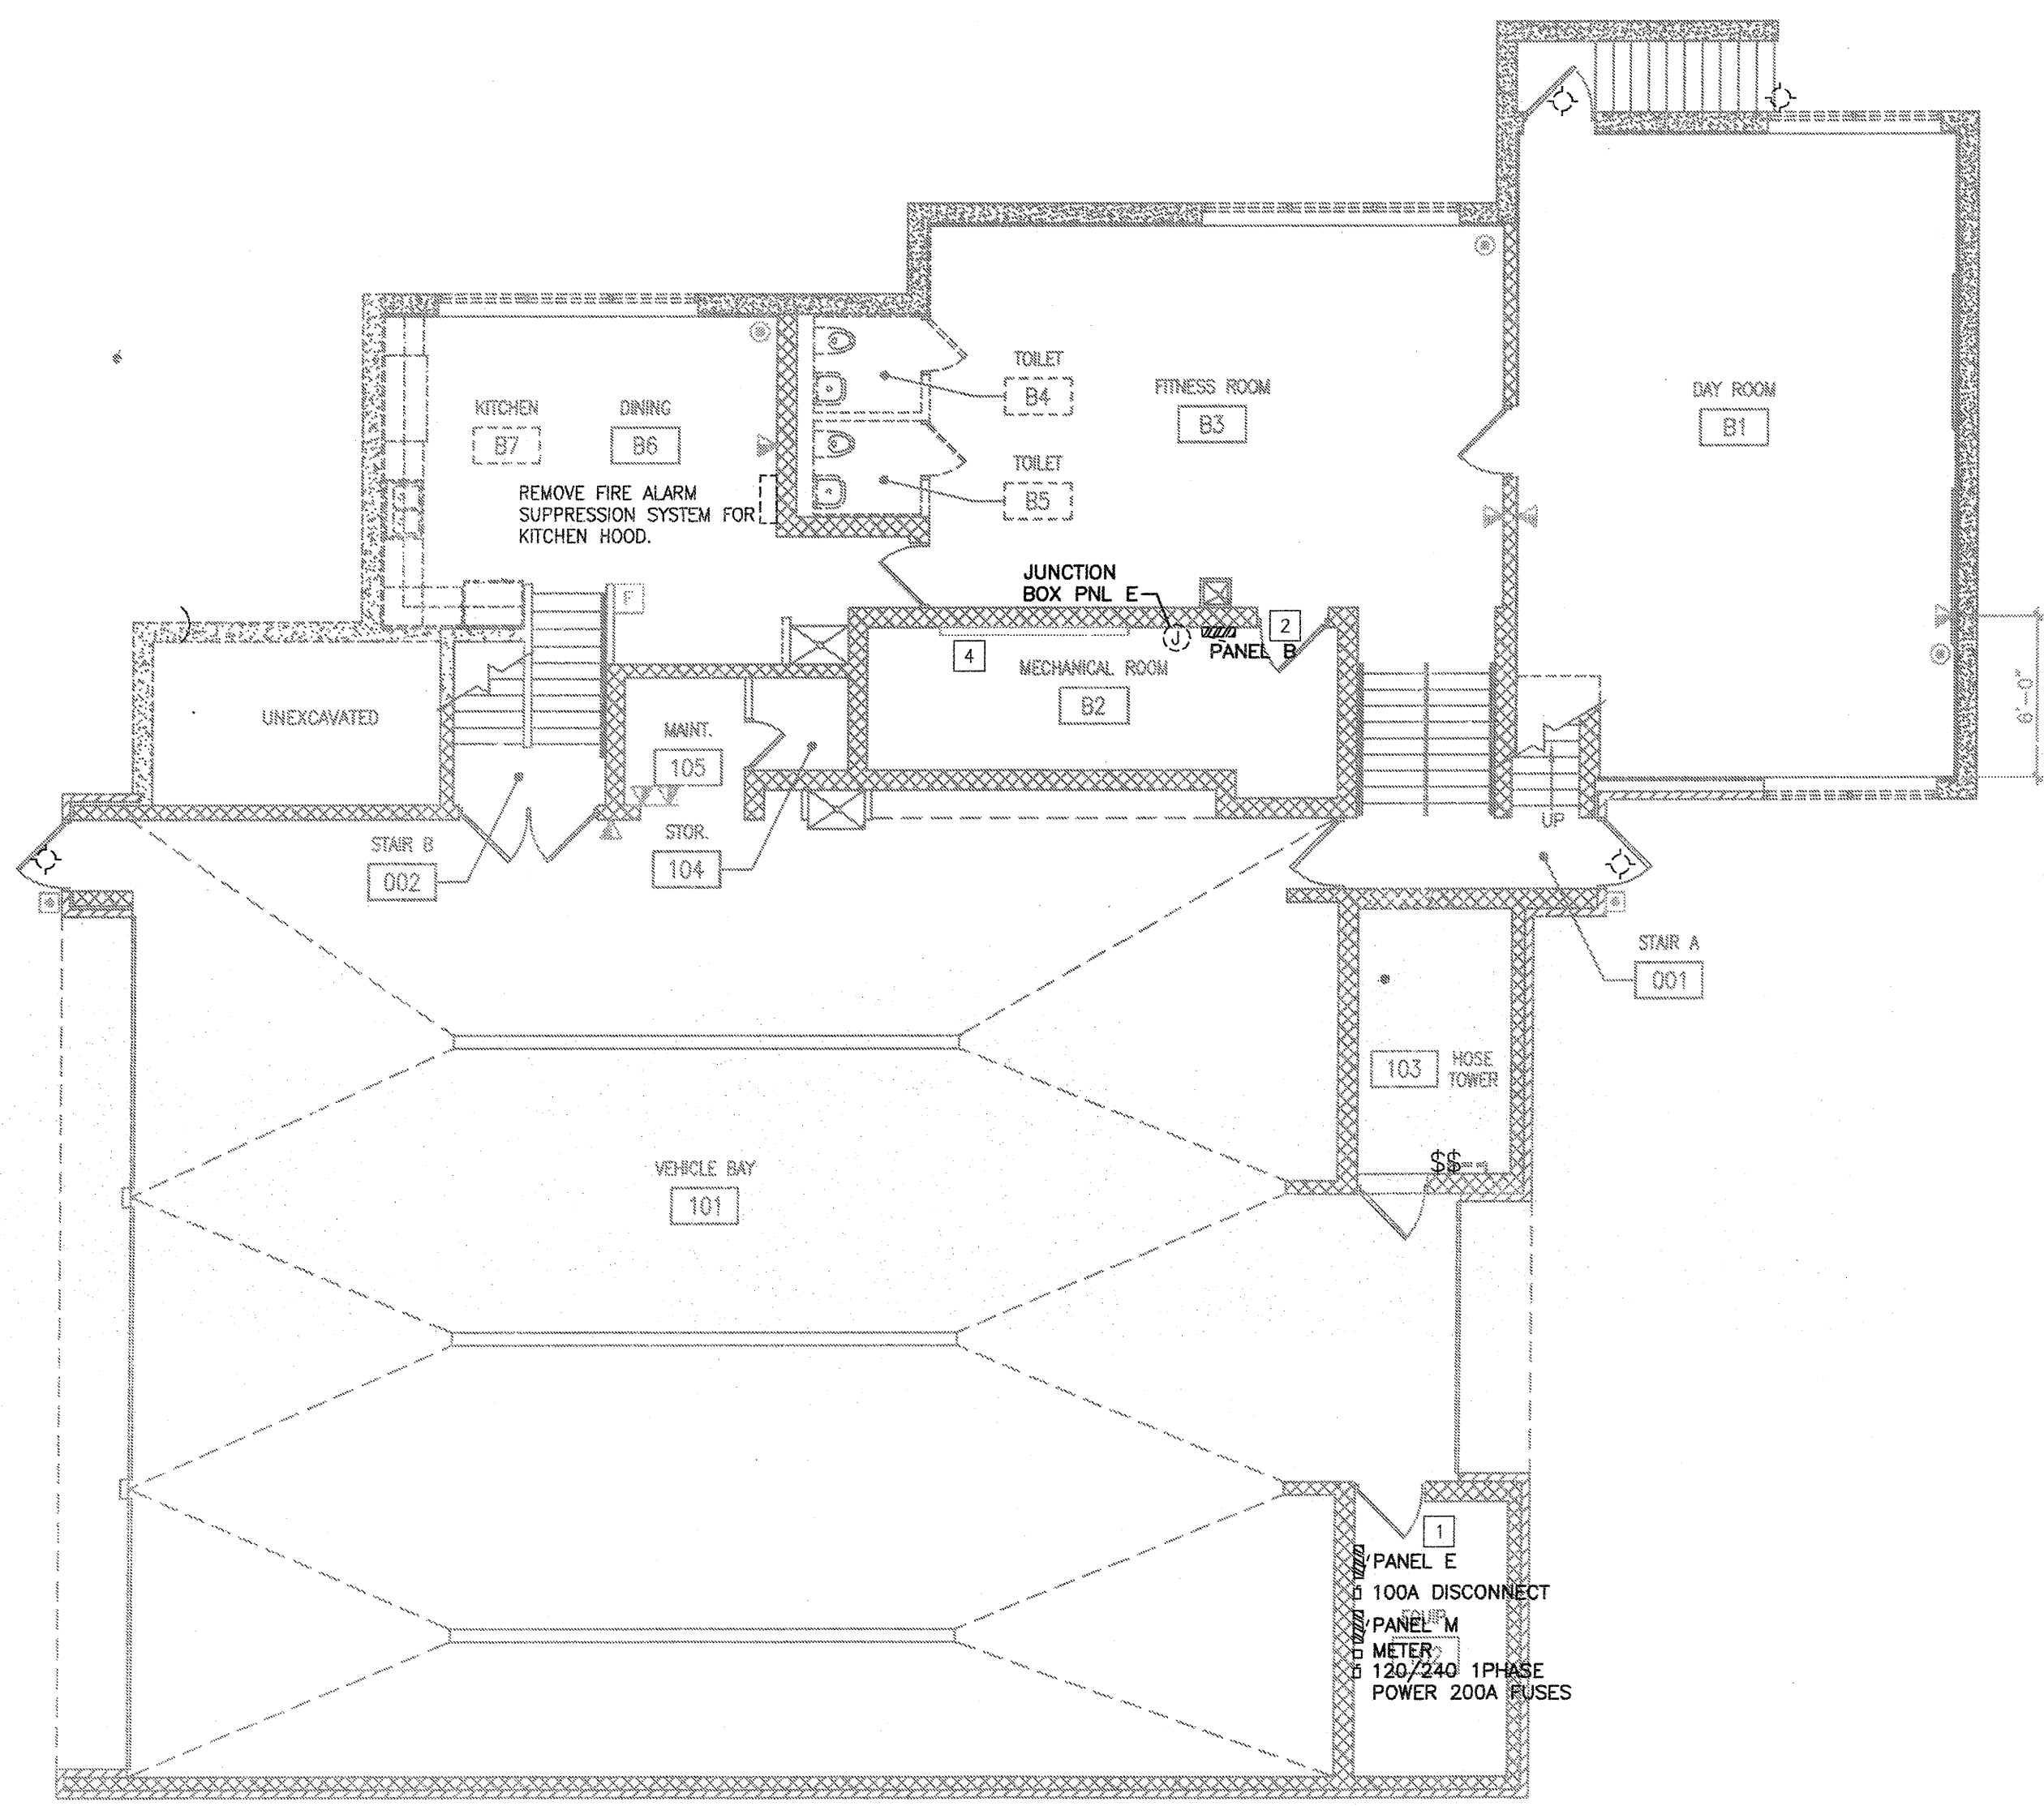 TOILET
B4
FITNESS ROOM
B3
DAY ROOM
B1
KITCHEN
B7
DINING
B6
TOILET
B5
REMOVE FIRE ALARM
SUPPRESSION SYSTEM FOR
KITCHEN HOOD.
JUNCTION
BOX PNL E
F
J
2
PANEL B
4
MECHANICAL ROOM
B2
6'-0"
UNEXCAVATED
MAINT.
105
UP
STAIR B
002
STOR.
104
STAIR A
001
103
HOSE
TOWER
$$
VEHICLE BAY
101
1
PANEL E
100A DISCONNECT
EQUIP.
PANEL M
METER
120/240 1PHASE
POWER 200A FUSES